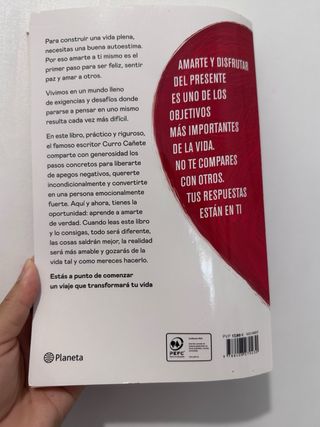 Para construir una vida plena,
necesitas una buena autoestima.
Por eso amarte a ti mismo es el
primer paso para ser feliz, sentir
paz y amar a otros.
Vivimos en un mundo lleno
de exigencias y desafíos donde
pararse a pensar en uno mismo
resulta cada vez más difícil.
En este libro, práctico y riguroso,
el famoso escritor Curro Cañete
comparte con generosidad los
pasos concretos para liberarte
de apegos negativos, quererte
incondicionalmente y convertirte
en una persona emocionalmente
fuerte. Aquí y ahora, tienes la
oportunidad: aprende a amarte
de verdad. Cuando leas este libro
y lo consigas, todo será diferente,
las cosas saldrán mejor, la realidad
será más amable y gozarás de la
vida tal y como mereces hacerlo.
Estás a punto de comenzar
un viaje que transformará tu vida
AMARTE Y DISFRUTAR
DEL PRESENTE
ES UNO DE LOS
OBJETIVOS
MÁS IMPORTANTES
DE LA VIDA.
NO TE COMPARES
CON OTROS.
TUS RESPUESTAS
ESTÁN EN TI
Planeta
PEFC
PVP 17,90 €